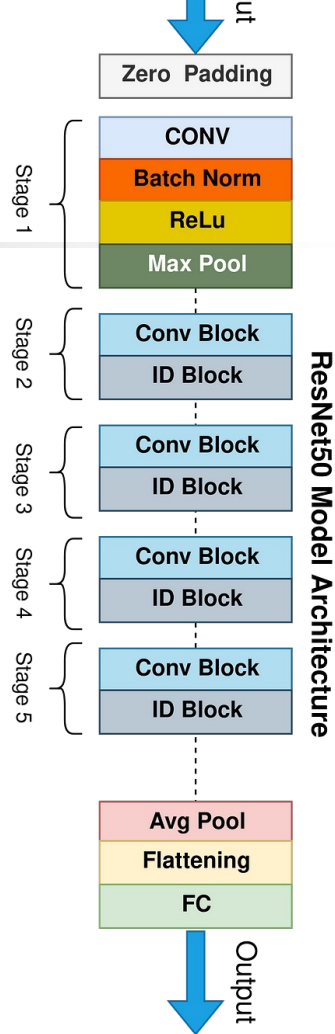 ut
Zero Padding
Stage 1
CONV
Batch Norm
ReLu
Max Pool
Stage 2
Conv Block
ID Block
Stage 3
Conv Block
ID Block
Stage 4
Conv Block
ID Block
Stage 5
Conv Block
ID Block
ResNet50 Model Architecture
Avg Pool
Flattening
FC
Output